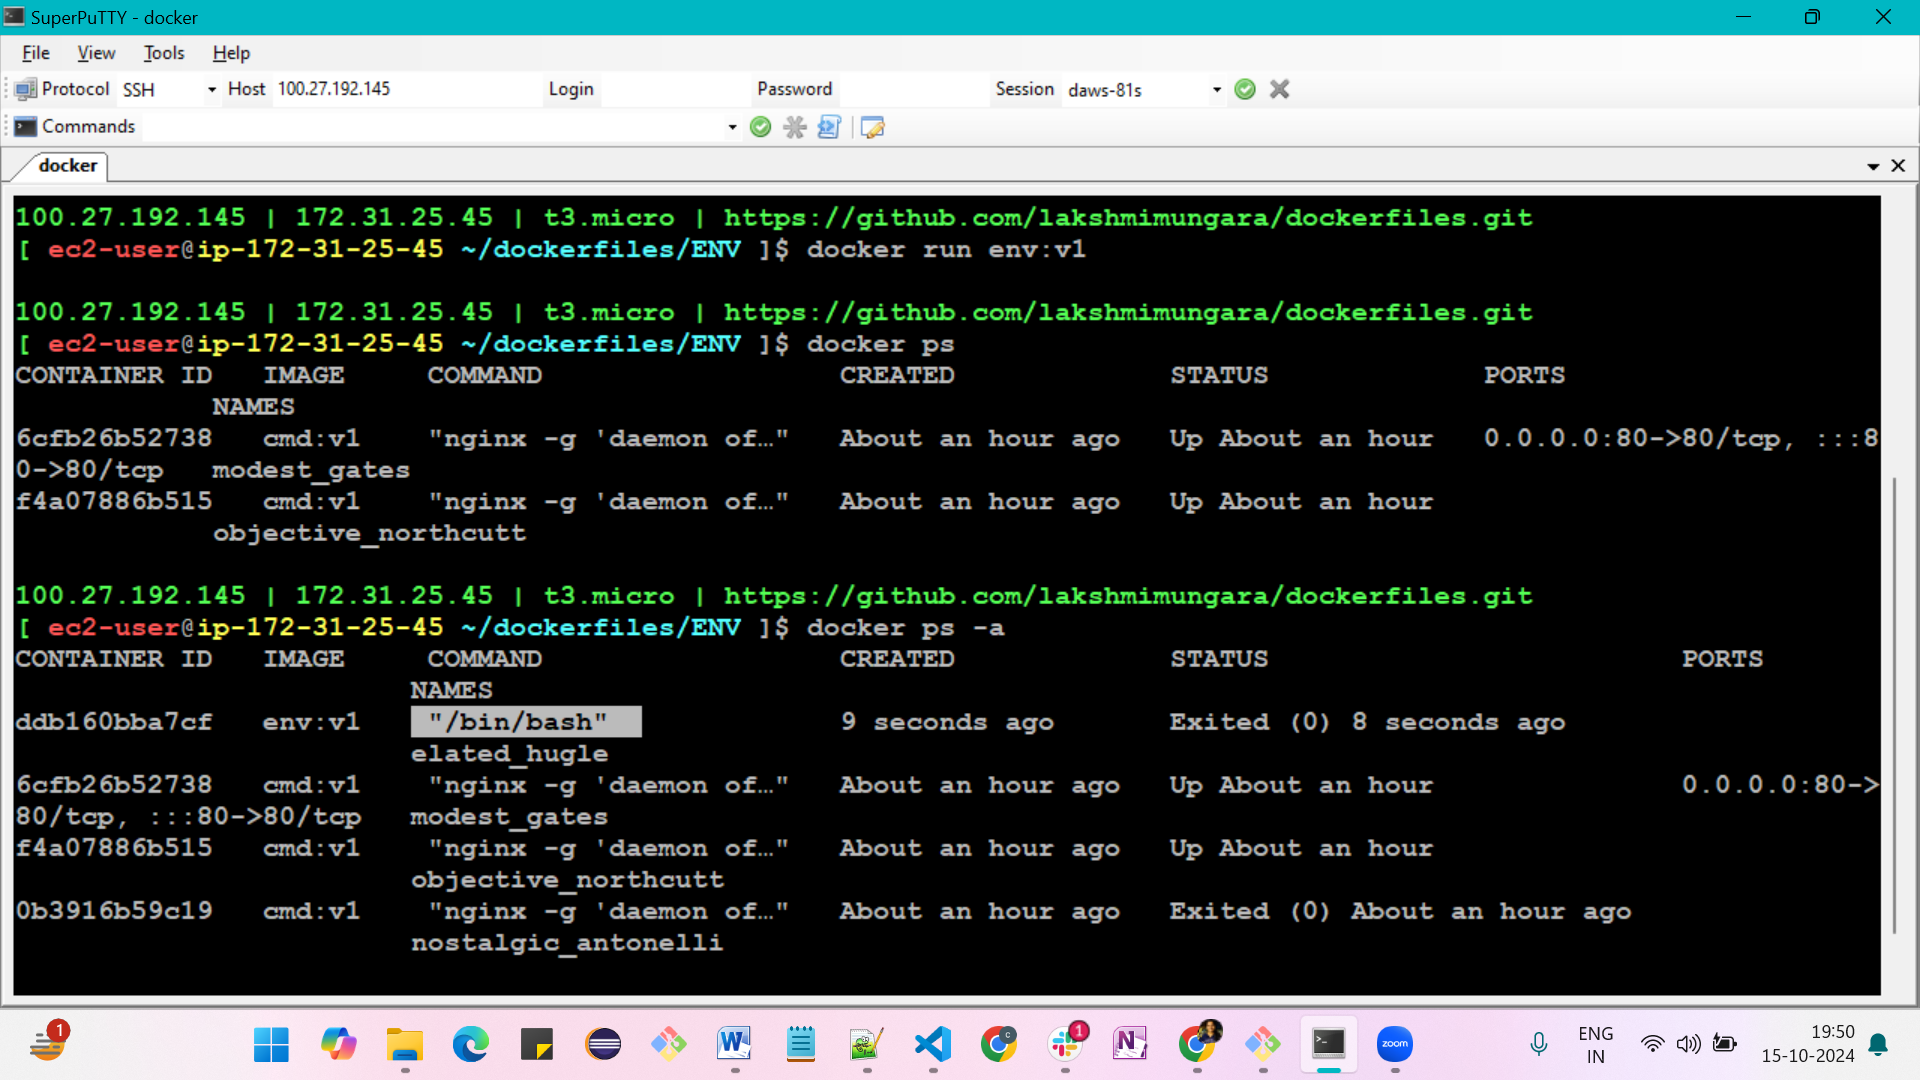 SuperPuTTY - docker
File View Tools Help
Protocol SSH Host 100.27.192.145 Login Password Session daws-81s
Commands
docker
100.27.192.145 | 172.31.25.45 | t3.micro | https://github.com/lakshmimungara/dockerfiles.git
[ ec2-user@ip-172-31-25-45 ~/dockerfiles/ENV ]$ docker run env:v1
100.27.192.145 | 172.31.25.45 | t3.micro | https://github.com/lakshmimungara/dockerfiles.git
[ ec2-user@ip-172-31-25-45 ~/dockerfiles/ENV ]$ docker ps
CONTAINER ID   IMAGE     COMMAND                  CREATED             STATUS             PORTS
            NAMES
6cfb26b52738   cmd:v1    "nginx -g 'daemon of…"   About an hour ago   Up About an hour   0.0.0.0:80->80/tcp, :::8
0->80/tcp   modest_gates
f4a07886b515   cmd:v1    "nginx -g 'daemon of…"   About an hour ago   Up About an hour
            objective_northcutt
100.27.192.145 | 172.31.25.45 | t3.micro | https://github.com/lakshmimungara/dockerfiles.git
[ ec2-user@ip-172-31-25-45 ~/dockerfiles/ENV ]$ docker ps -a
CONTAINER ID   IMAGE     COMMAND                  CREATED             STATUS                         PORTS
                        NAMES
ddb160bba7cf   env:v1    "/bin/bash"              9 seconds ago       Exited (0) 8 seconds ago
                        elated_hugle
6cfb26b52738   cmd:v1    "nginx -g 'daemon of…"   About an hour ago   Up About an hour               0.0.0.0:80->
80/tcp, :::80->80/tcp   modest_gates
f4a07886b515   cmd:v1    "nginx -g 'daemon of…"   About an hour ago   Up About an hour
                        objective_northcutt
0b3916b59c19   cmd:v1    "nginx -g 'daemon of…"   About an hour ago   Exited (0) About an hour ago
                        nostalgic_antonelli
1
W
C
1
N
zoom
ENG
IN
19:50
15-10-2024